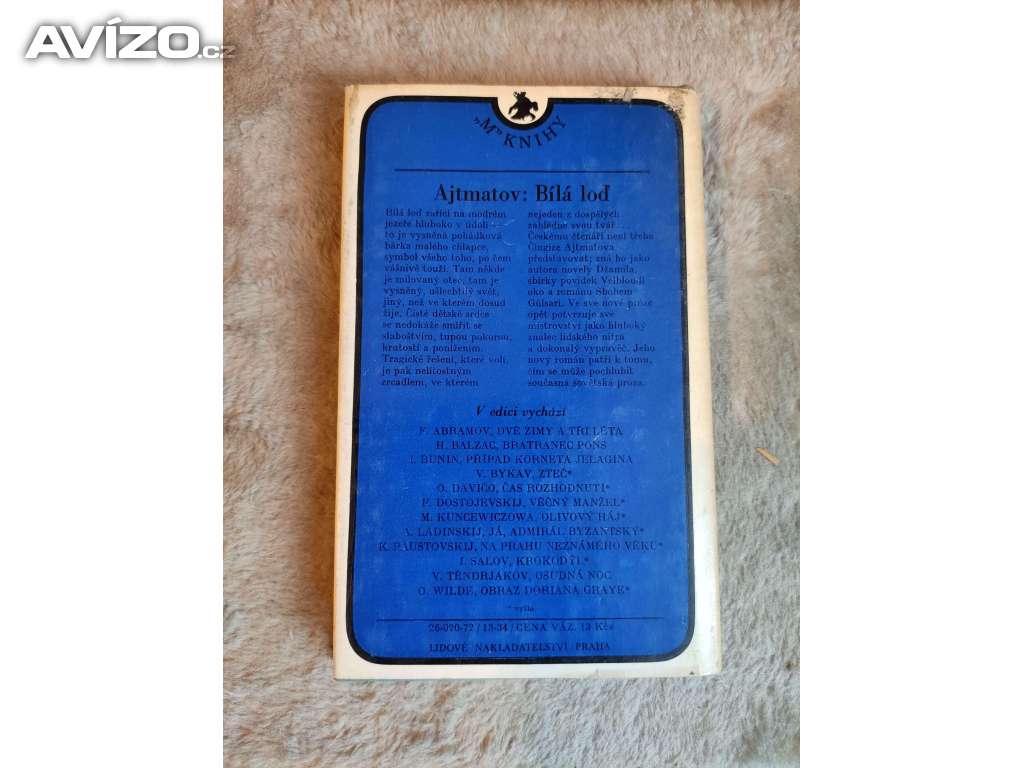 AVÍZO.cz
„M" KNIHY
Ajtmatov: Bílá loď
Bílá loď zářící na modrém
jezeře hluboko v údolí —
to je vysněná pohádková
bárka malého chlapce,
symbol všeho toho, po čem
vášnivě touží. Tam někde
je milovaný otec, tam je
vysněný, ušlechtilý svět,
jiný, než ve kterém dosud
žije. Čisté dětské srdce
se nedokáže smířit se
slabošstvím, tupou pokorou,
krutostí a ponížením.
Tragické řešení, které volí,
je pak nelítostným
zrcadlem, ve kterém
nejeden z dospělých
zahlédne svou tvář...
Českému čtenáři není třeba
Čingize Ajtmatova
představovat; zná ho jako
autora novely Džamila,
sbírky povídek Velbloudí
oko a románu Sbohem
Gülsari. Ve své nové próze
opět potvrzuje své
mistrovství jako hluboký
znalec lidského nitra
a dokonalý vypravěč. Jeho
nový román patří k tomu,
čím se může pochlubit
současná sovětská próza.
V edici vychází
F. ABRAMOV, DVĚ ZIMY A TŘI LÉTA
H. BALZAC, BRATRANEC PONS
I. BUNIN, PŘÍPAD KORNETA JELAGINA
V. BYKAV, ZTEČ*
O. DAVIČO, ČAS ROZHODNUTÍ*
F. DOSTOJEVSKIJ, VĚČNÝ MANŽEL*
M. KUNCEWICZOWA, OLIVOVÝ HÁJ*
A. LADINSKIJ, JÁ, ADMIRÁL BYZANTSKÝ*
K. PAUSTOVSKIJ, NA PRAHU NEZNÁMÉHO VĚKU*
I. SALOV, KROKODÝL*
V. TĚNDRJAKOV, OSUDNÁ NOC
O. WILDE, OBRAZ DORIANA GRAYE*
* vyšlo
26-020-72 / 13-34 / CENA VÁZ. 13 Kčs
LIDOVÉ NAKLADATELSTVÍ PRAHA